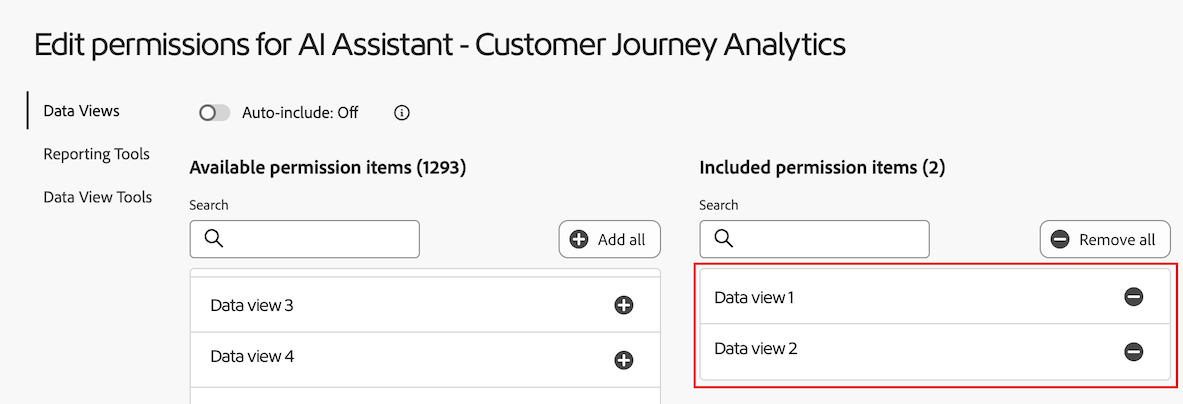 Edit permissions for AI Assistant - Customer Journey Analytics
Data Views
Reporting Tools
Data View Tools
Auto-include: Off
Available permission items (1293)
Search
Add all
Data view 3
Data view 4
Included permission items (2)
Search
Remove all
Data view 1
Data view 2